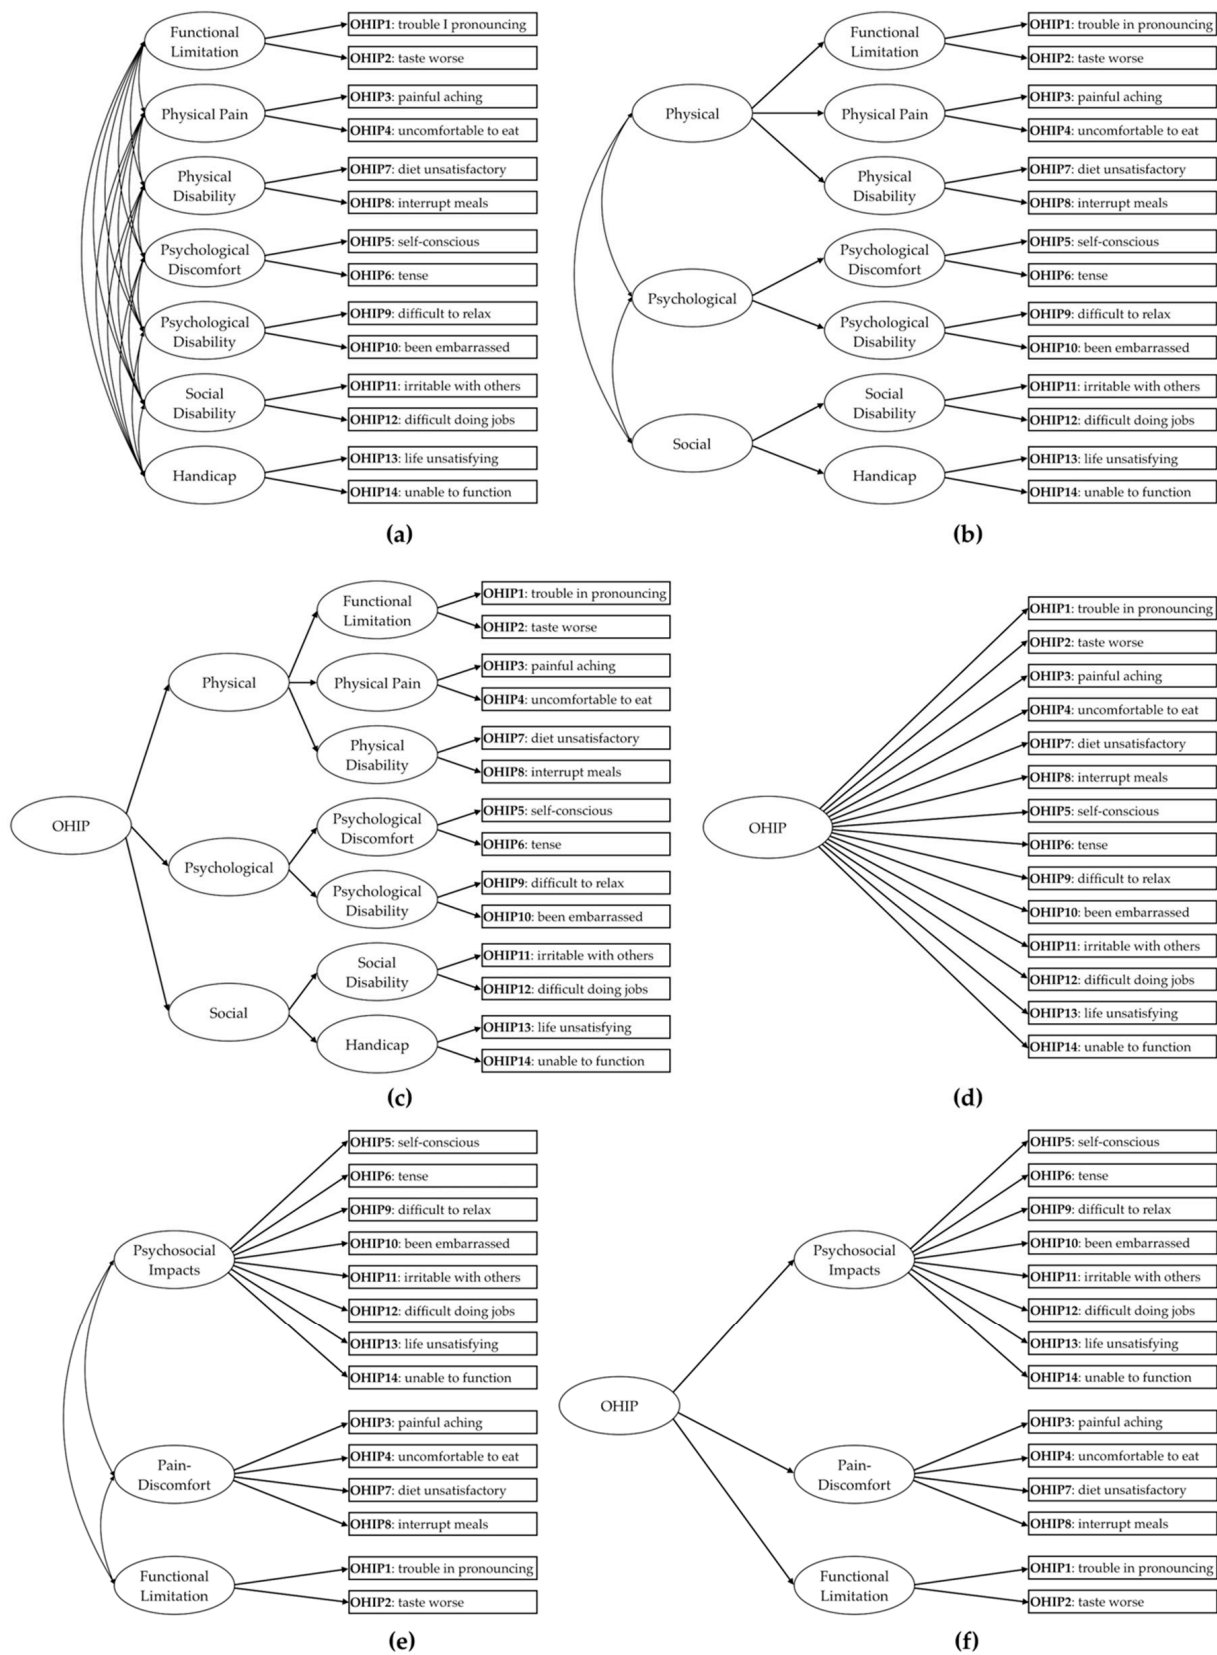 Functional
Limitation
OHIP1: trouble I pronouncing
OHIP2: taste worse
Physical Pain
OHIP3: painful aching
OHIP4: uncomfortable to eat
Physical
Disability
OHIP7: diet unsatisfactory
OHIP8: interrupt meals
Psychological
Discomfort
OHIP5: self-conscious
OHIP6: tense
Psychological
Disability
OHIP9: difficult to relax
OHIP10: been embarrassed
Social
Disability
OHIP11: irritable with others
OHIP12: difficult doing jobs
Handicap
OHIP13: life unsatisfying
OHIP14: unable to function
(a)
Physical
Psychological
Social
Functional
Limitation
OHIP1: trouble in pronouncing
OHIP2: taste worse
Physical Pain
OHIP3: painful aching
OHIP4: uncomfortable to eat
Physical
Disability
OHIP7: diet unsatisfactory
OHIP8: interrupt meals
Psychological
Discomfort
OHIP5: self-conscious
OHIP6: tense
Psychological
Disability
OHIP9: difficult to relax
OHIP10: been embarrassed
Social
Disability
OHIP11: irritable with others
OHIP12: difficult doing jobs
Handicap
OHIP13: life unsatisfying
OHIP14: unable to function
(b)
OHIP
Physical
Psychological
Social
Functional
Limitation
OHIP1: trouble in pronouncing
OHIP2: taste worse
Physical Pain
OHIP3: painful aching
OHIP4: uncomfortable to eat
Physical
Disability
OHIP7: diet unsatisfactory
OHIP8: interrupt meals
Psychological
Discomfort
OHIP5: self-conscious
OHIP6: tense
Psychological
Disability
OHIP9: difficult to relax
OHIP10: been embarrassed
Social
Disability
OHIP11: irritable with others
OHIP12: difficult doing jobs
Handicap
OHIP13: life unsatisfying
OHIP14: unable to function
(c)
OHIP
OHIP1: trouble in pronouncing
OHIP2: taste worse
OHIP3: painful aching
OHIP4: uncomfortable to eat
OHIP7: diet unsatisfactory
OHIP8: interrupt meals
OHIP5: self-conscious
OHIP6: tense
OHIP9: difficult to relax
OHIP10: been embarrassed
OHIP11: irritable with others
OHIP12: difficult doing jobs
OHIP13: life unsatisfying
OHIP14: unable to function
(d)
Psychosocial
Impacts
OHIP5: self-conscious
OHIP6: tense
OHIP9: difficult to relax
OHIP10: been embarrassed
OHIP11: irritable with others
OHIP12: difficult doing jobs
OHIP13: life unsatisfying
OHIP14: unable to function
Pain-
Discomfort
OHIP3: painful aching
OHIP4: uncomfortable to eat
OHIP7: diet unsatisfactory
OHIP8: interrupt meals
Functional
Limitation
OHIP1: trouble in pronouncing
OHIP2: taste worse
(e)
OHIP
Psychosocial
Impacts
OHIP5: self-conscious
OHIP6: tense
OHIP9: difficult to relax
OHIP10: been embarrassed
OHIP11: irritable with others
OHIP12: difficult doing jobs
OHIP13: life unsatisfying
OHIP14: unable to function
Pain-
Discomfort
OHIP3: painful aching
OHIP4: uncomfortable to eat
OHIP7: diet unsatisfactory
OHIP8: interrupt meals
Functional
Limitation
OHIP1: trouble in pronouncing
OHIP2: taste worse
(f)